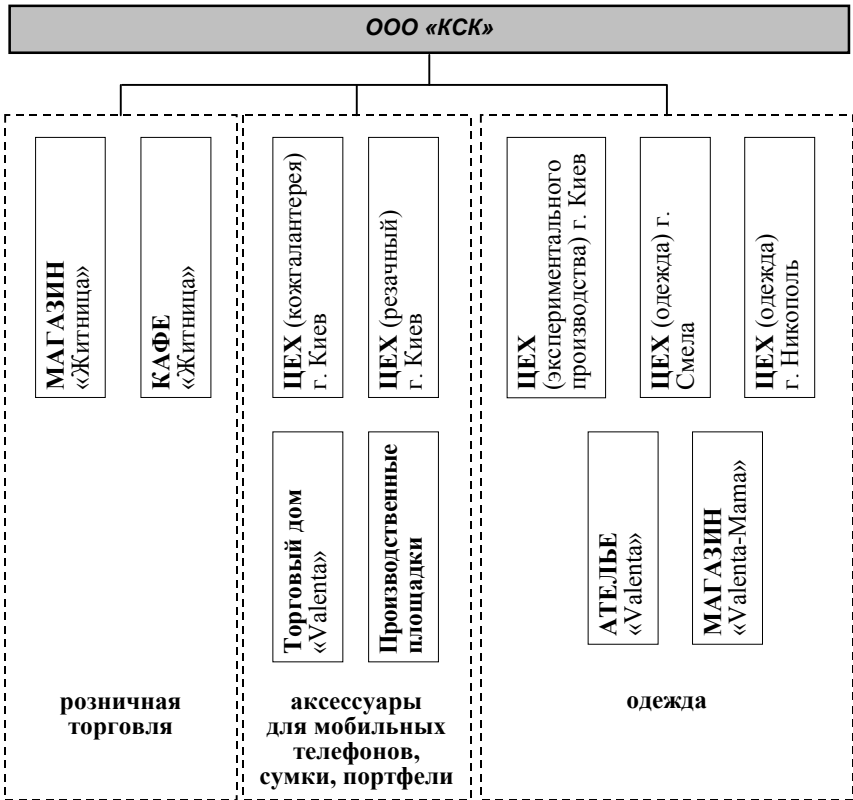 ООО «КСК»
МАГАЗИН
«Житница»
КАФЕ
«Житница»
ЦЕХ (кожгалантерея)
г. Киев
ЦЕХ (резачный)
г. Киев
ЦЕХ
(экспериментального
производства) г. Киев
ЦЕХ (одежда) г.
Смела
ЦЕХ (одежда)
г. Никополь
Торговый дом
«Valenta»
Производственные
площадки
АТЕЛЬЕ
«Valenta»
МАГАЗИН
«Valenta-Mama»
розничная
торговля
аксессуары
для мобильных
телефонов,
сумки, портфели
одежда